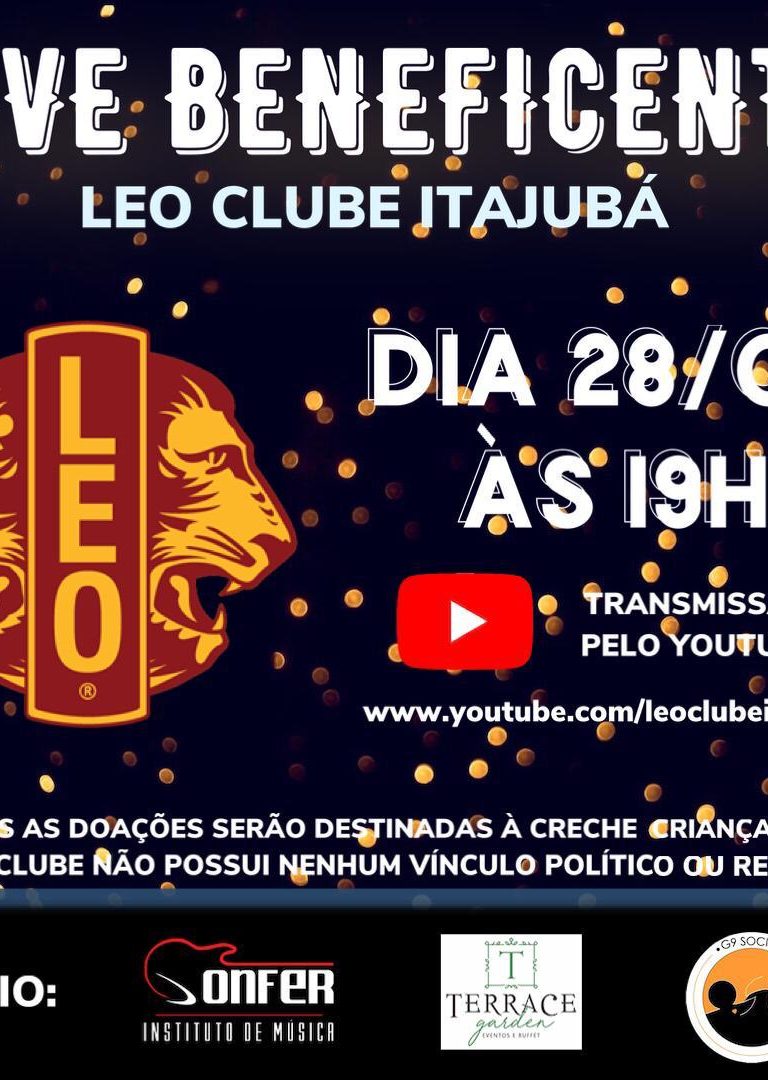 VE BENEFICENT
LEO CLUBE ITAJUBÁ
LEO
®
DIA 28/
ÀS 19H
TRANSMISSÃ
PELO YOUTU
www.youtube.com/leoclubei
S AS DOAÇÕES SERÃO DESTINADAS À CRECHE CRIANÇA
CLUBE NÃO POSSUI NENHUM VÍNCULO POLÍTICO OU RE
IO:
SONFER
INSTITUTO DE MÚSICA
T
TERRACE
garden
EVENTOS E BUFFET
G9 SOCI